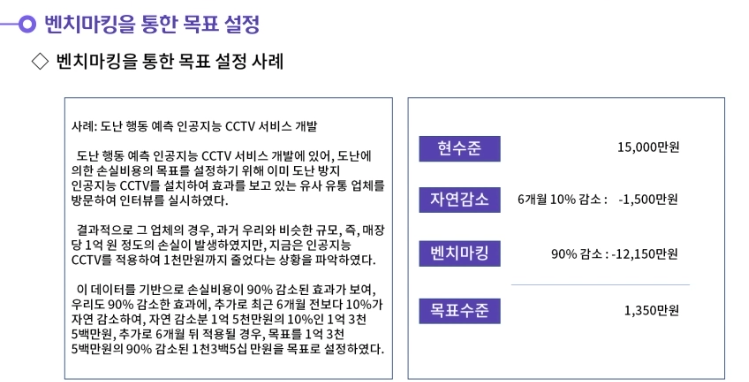 벤치마킹을 통한 목표 설정
◇ 벤치마킹을 통한 목표 설정 사례
사례: 도난 행동 예측 인공지능 CCTV 서비스 개발
도난 행동 예측 인공지능 CCTV 서비스 개발에 있어, 도난에
의한 손실비용의 목표를 설정하기 위해 이미 도난 방지
인공지능 CCTV를 설치하여 효과를 보고 있는 유사 유통 업체를
방문하여 인터뷰를 실시하였다.
결과적으로 그 업체의 경우, 과거 우리와 비슷한 규모, 즉, 매장
당 1억 원 정도의 손실이 발생하였지만, 지금은 인공지능
CCTV를 적용하여 1천만원까지 줄었다는 상황을 파악하였다.
이 데이터를 기반으로 손실비용이 90% 감소된 효과가 보여,
우리도 90% 감소한 효과에, 추가로 최근 6개월 전보다 10%가
자연 감소하여, 자연 감소분 1억 5천만원의 10%인 1억 3천
5백만원, 추가로 6개월 뒤 적용될 경우, 목표를 1억 3천
5백만원의 90% 감소된 1천3백5십 만원을 목표로 설정하였다.
현수준 15,000만원
자연감소 6개월 10% 감소 : -1,500만원
벤치마킹 90% 감소 : -12,150만원
목표수준 1,350만원